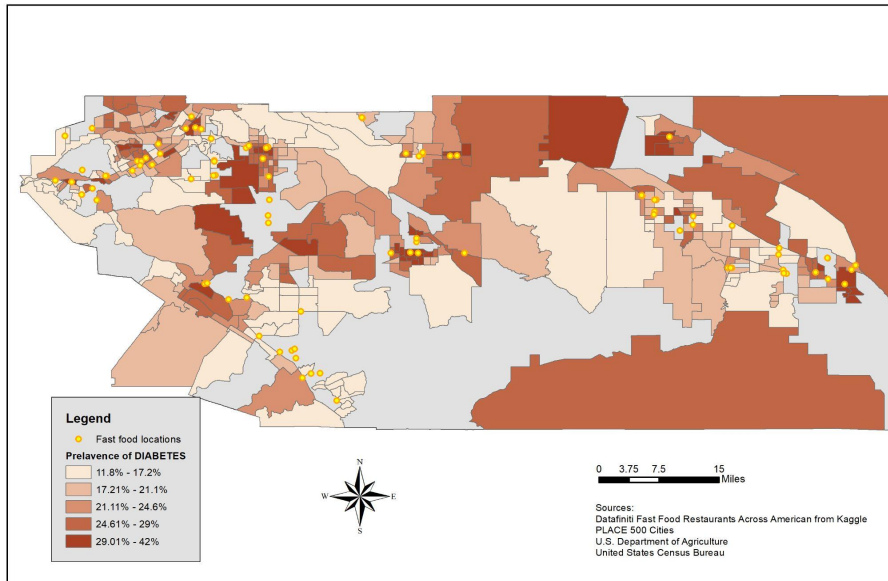 Legend
Fast food locations
Prelavence of DIABETES
11.8% - 17.2%
17.21% - 21.1%
21.11% - 24.6%
24.61% - 29%
29.01% - 42%
N
W
E
S
0 3.75 7.5 15
Miles
Sources:
Datafiniti Fast Food Restaurants Across American from Kaggle
PLACE 500 Cities
U.S. Department of Agriculture
United States Census Bureau